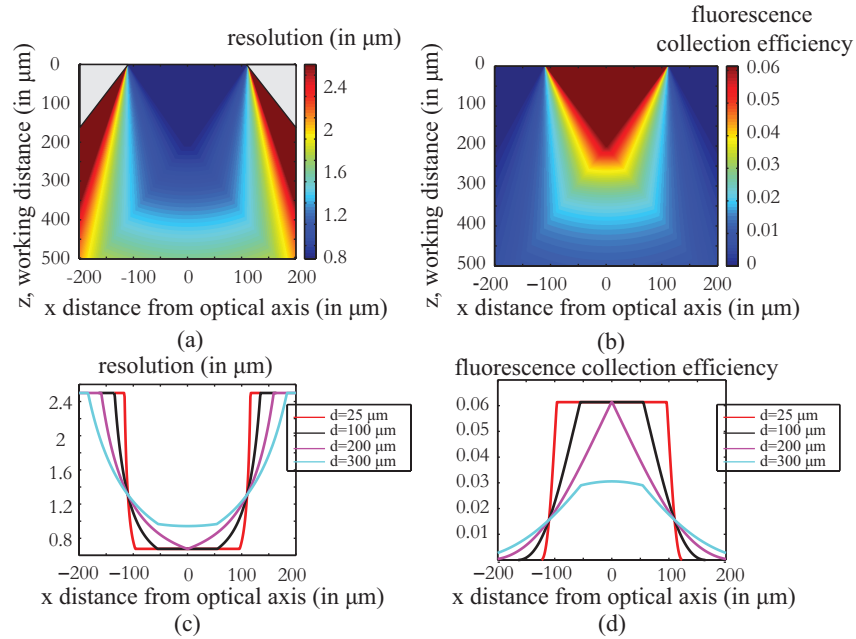 resolution (in μm)
0
100
200
300
400
500
-200
-100
0
100
200
2.4
2
1.6
1.2
0.8
z, working distance (in μm)
x distance from optical axis (in μm)
(a)
fluorescence
collection efficiency
0
100
200
300
400
500
−200
−100
0
100
200
0.06
0.05
0.04
0.03
0.02
0.01
0
z, working distance (in μm)
x distance from optical axis (in μm)
(b)
resolution (in μm)
2.4
2
1.6
1.2
0.8
−200
−100
0
100
200
d=25 μm
d=100 μm
d=200 μm
d=300 μm
x distance from optical axis (in μm)
(c)
fluorescence collection efficiency
0.06
0.05
0.04
0.03
0.02
0.01
−200
−100
0
100
200
d=25 μm
d=100 μm
d=200 μm
d=300 μm
x distance from optical axis (in μm)
(d)